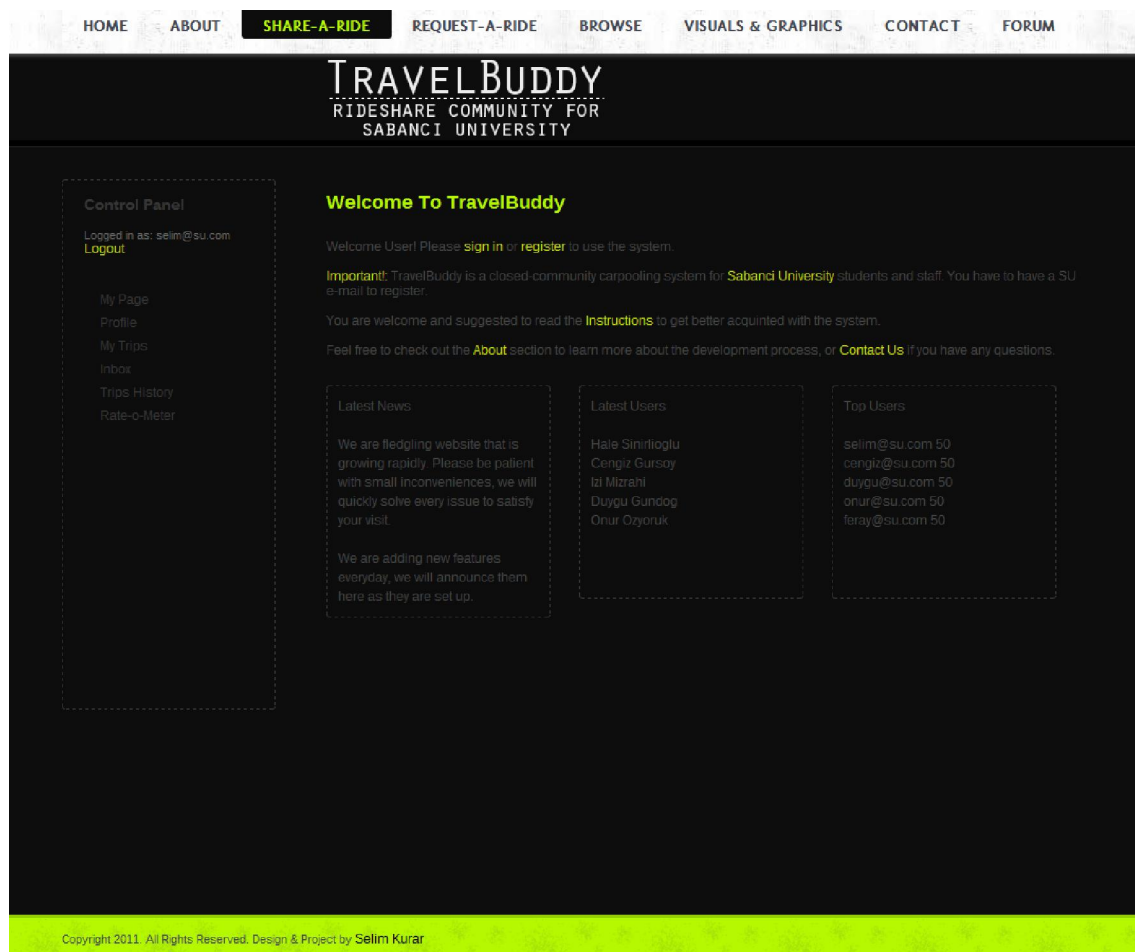 HOME ABOUT SHARE-A-RIDE REQUEST-A-RIDE BROWSE VISUALS & GRAPHICS CONTACT FORUM
TRAVELBUDDY
RIDESHARE COMMUNITY FOR
SABANCI UNIVERSITY
Control Panel
Logged in as: selim@su.com
Logout
My Page
Profile
My Trips
Inbox
Trips History
Rate-o-Meter
Welcome To TravelBuddy
Welcome User! Please sign in or register to use the system.
Important!: TravelBuddy is a closed-community carpooling system for Sabanci University students and staff. You have to have a SU
e-mail to register.
You are welcome and suggested to read the Instructions to get better acquinted with the system.
Feel free to check out the About section to learn more about the development process, or Contact Us if you have any questions.
Latest News
We are fledgling website that is
growing rapidly. Please be patient
with small inconveniences, we will
quickly solve every issue to satisfy
your visit.
We are adding new features
everyday, we will announce them
here as they are set up.
Latest Users
Hale Sinirlioglu
Cengiz Gursoy
Izi Mizrahi
Duygu Gundog
Onur Ozyoruk
Top Users
selim@su.com 50
cengiz@su.com 50
duygu@su.com 50
onur@su.com 50
feray@su.com 50
Copyright 2011. All Rights Reserved. Design & Project by Selim Kurar